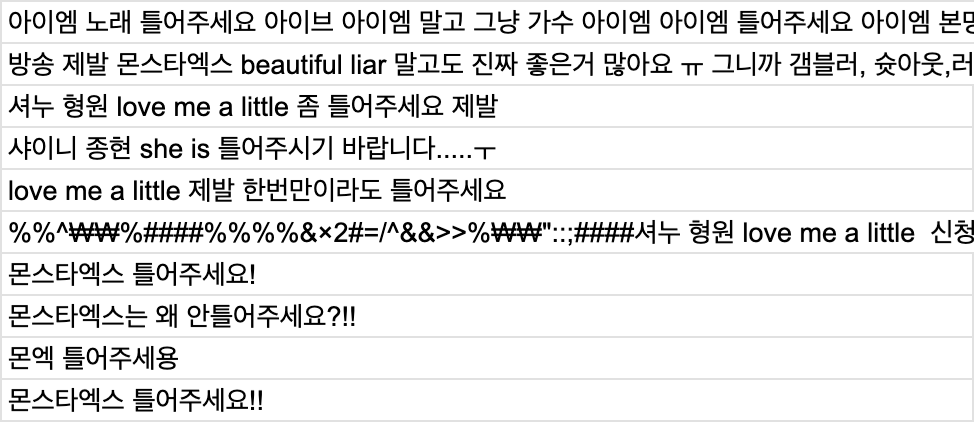 아이엠 노래 틀어주세요 아이브 아이엠 말고 그냥 가수 아이엠 아이엠 틀어주세요 아이엠 본명
방송 제발 몬스타엑스 beautiful liar 말고도 진짜 좋은거 많아요 ㅠ 그니까 갬블러, 슛아웃,러
셔누 형원 love me a little 좀 틀어주세요 제발
샤이니 종현 she is 틀어주시기 바랍니다.....ㅜ
love me a little 제발 한번만이라도 틀어주세요
%%^₩₩%####%%%%&×2#=/^&&>>%₩₩"::;####셔누 형원 love me a little 신청
몬스타엑스 틀어주세요!
몬스타엑스는 왜 안틀어주세요?!!
몬엑 틀어주세용
몬스타엑스 틀어주세요!!